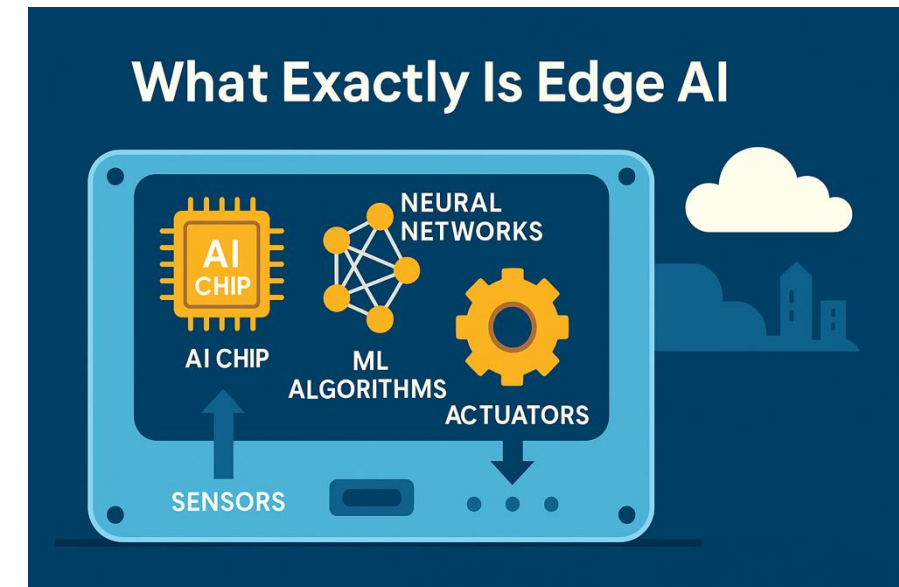 What Exactly Is Edge AI
AI
CHIP
AI CHIP
NEURAL
NETWORKS
ML
ALGORITHMS
ACTUATORS
SENSORS